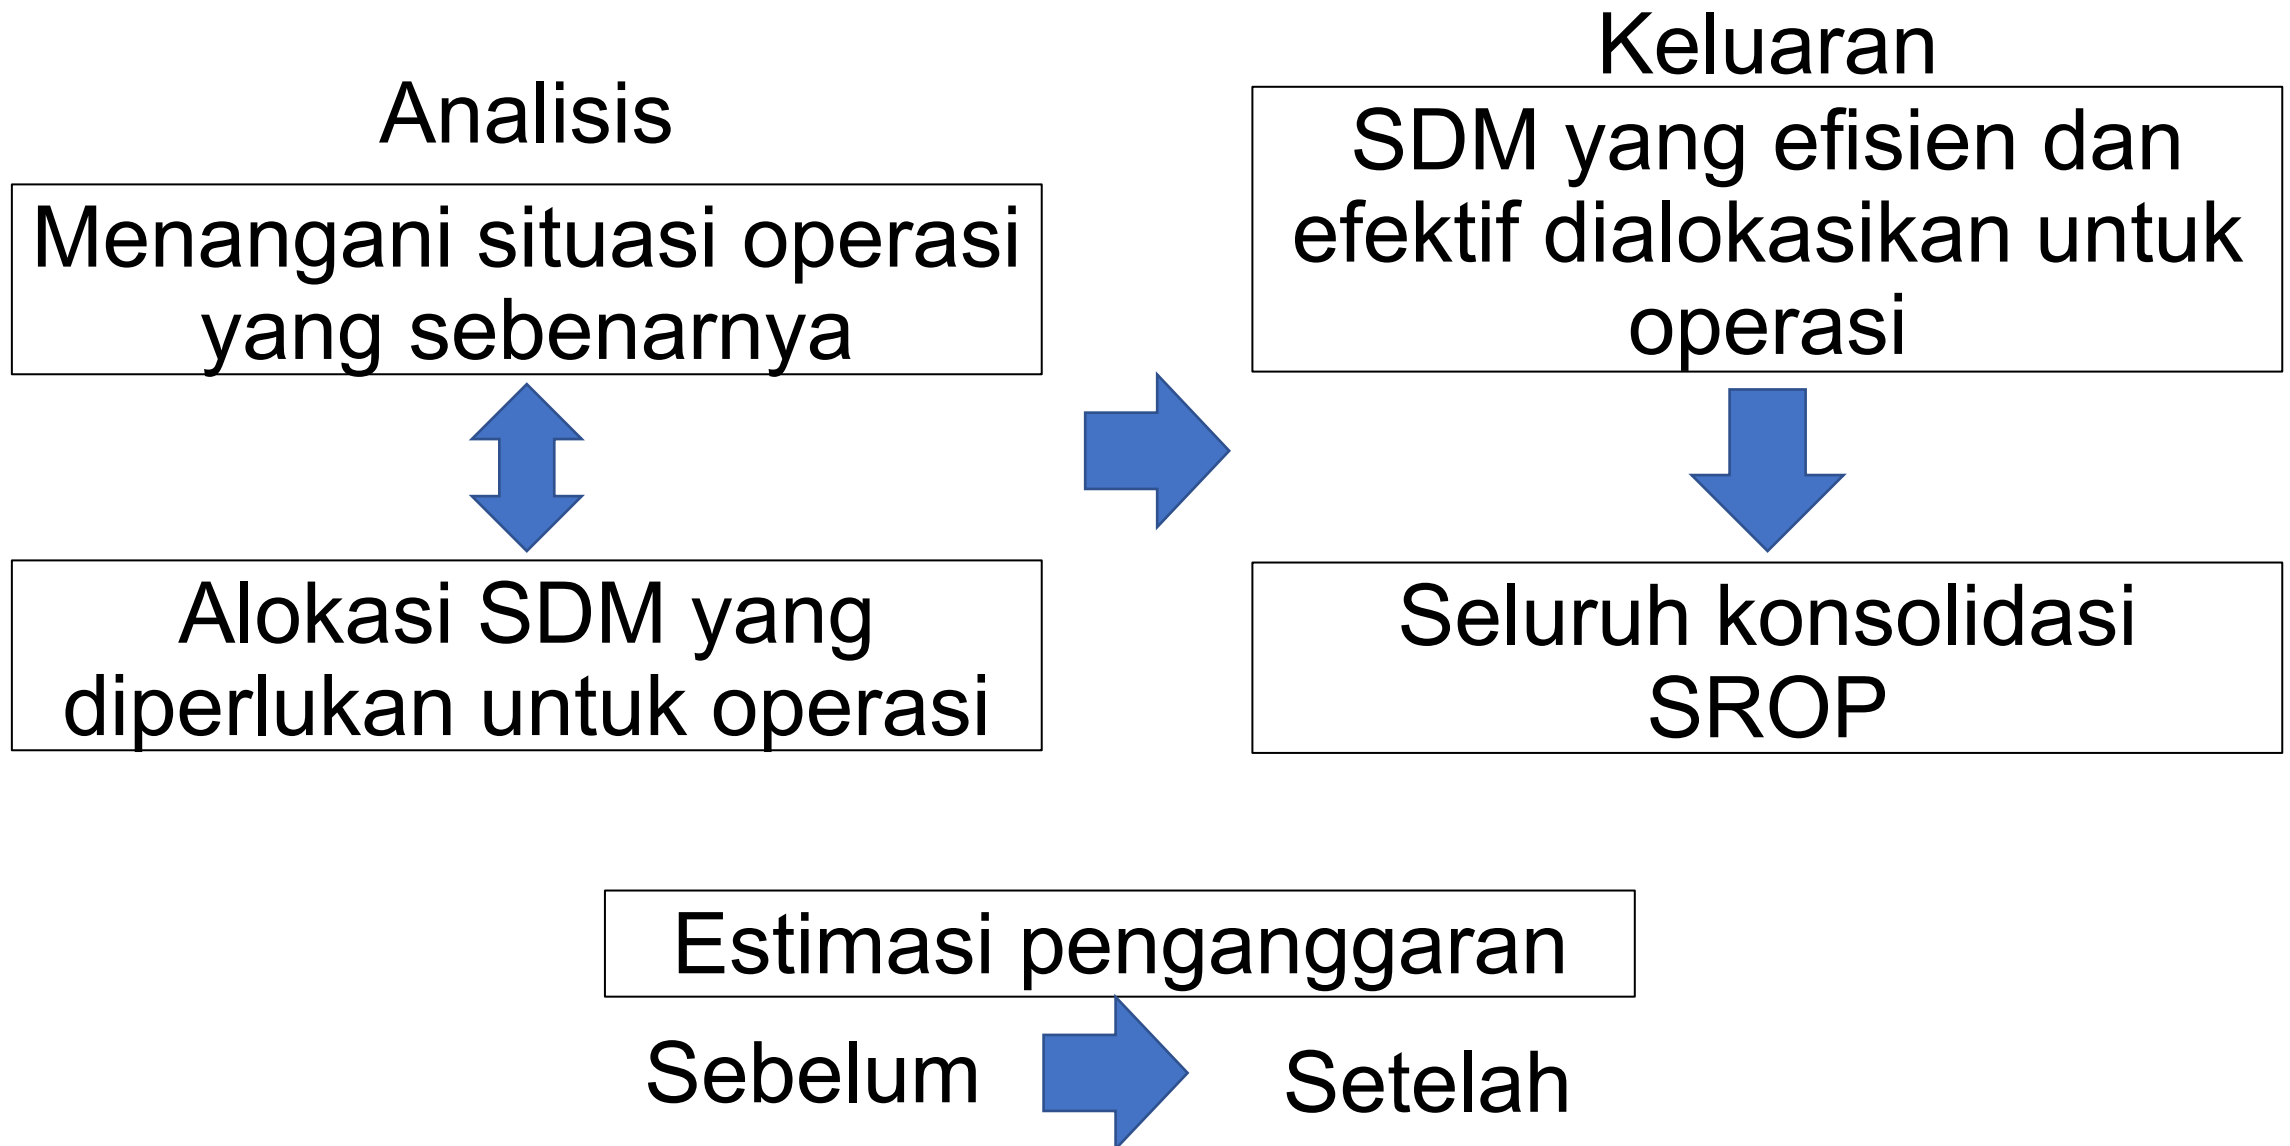 Analisis
Menangani situasi operasi
yang sebenarnya
Alokasi SDM yang
diperlukan untuk operasi
Keluaran
SDM yang efisien dan
efektif dialokasikan untuk
operasi
Seluruh konsolidasi
SROP
Estimasi penganggaran
Sebelum
Setelah